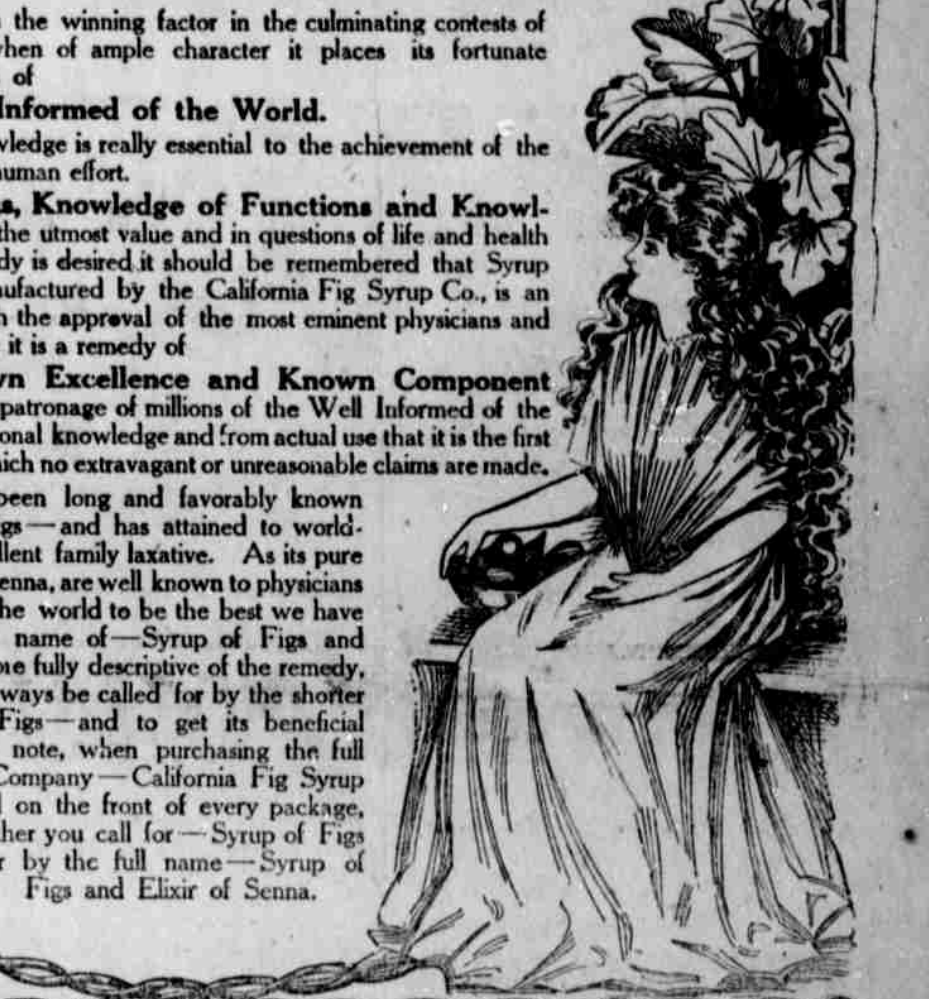 the winning factor in the culminating contests of
hen of ample character it places its fortunate
of
Informed of the World.
wledge is really essential to the achievement of the
uman effort.
s, Knowledge of Functions and Knowl-
the utmost value and in questions of life and health
dy is desired it should be remembered that Syrup
ufactured by the California Fig Syrup Co., is an
h the approval of the most eminent physicians and
it is a remedy of
wn Excellence and Known Component
patronage of millions of the Well Informed of the
onal knowledge and from actual use that it is the first
ich no extravagant or unreasonable claims are made.
been long and favorably known
gs — and has attained to world-
llent family laxative. As its pure
enna, are well known to physicians
he world to be the best we have
name of — Syrup of Figs and
ore fully descriptive of the remedy,
ways be called for by the shorter
Figs — and to get its beneficial
note, when purchasing the full
Company — California Fig Syrup
on the front of every package,
her you call for — Syrup of Figs
r by the full name — Syrup of
Figs and Elixir of Senna.